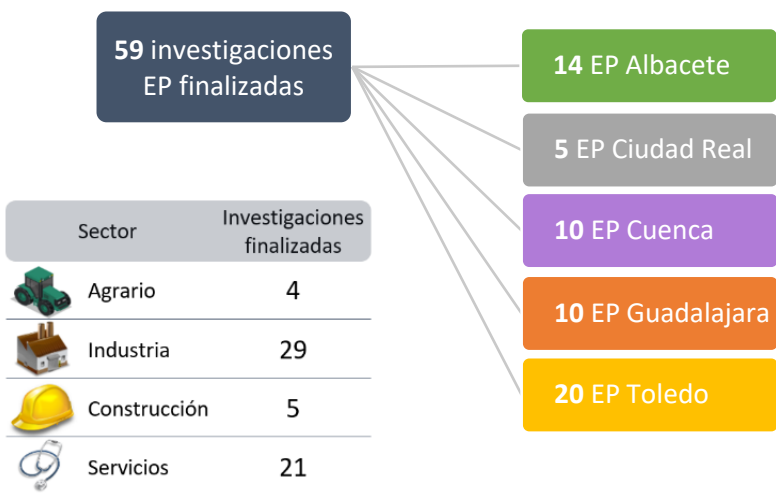 59 investigaciones
EP finalizadas
14 EP Albacete
5 EP Ciudad Real
10 EP Cuenca
10 EP Guadalajara
20 EP Toledo
Sector Investigaciones
finalizadas
Agrario 4
Industria 29
Construcción 5
Servicios 21